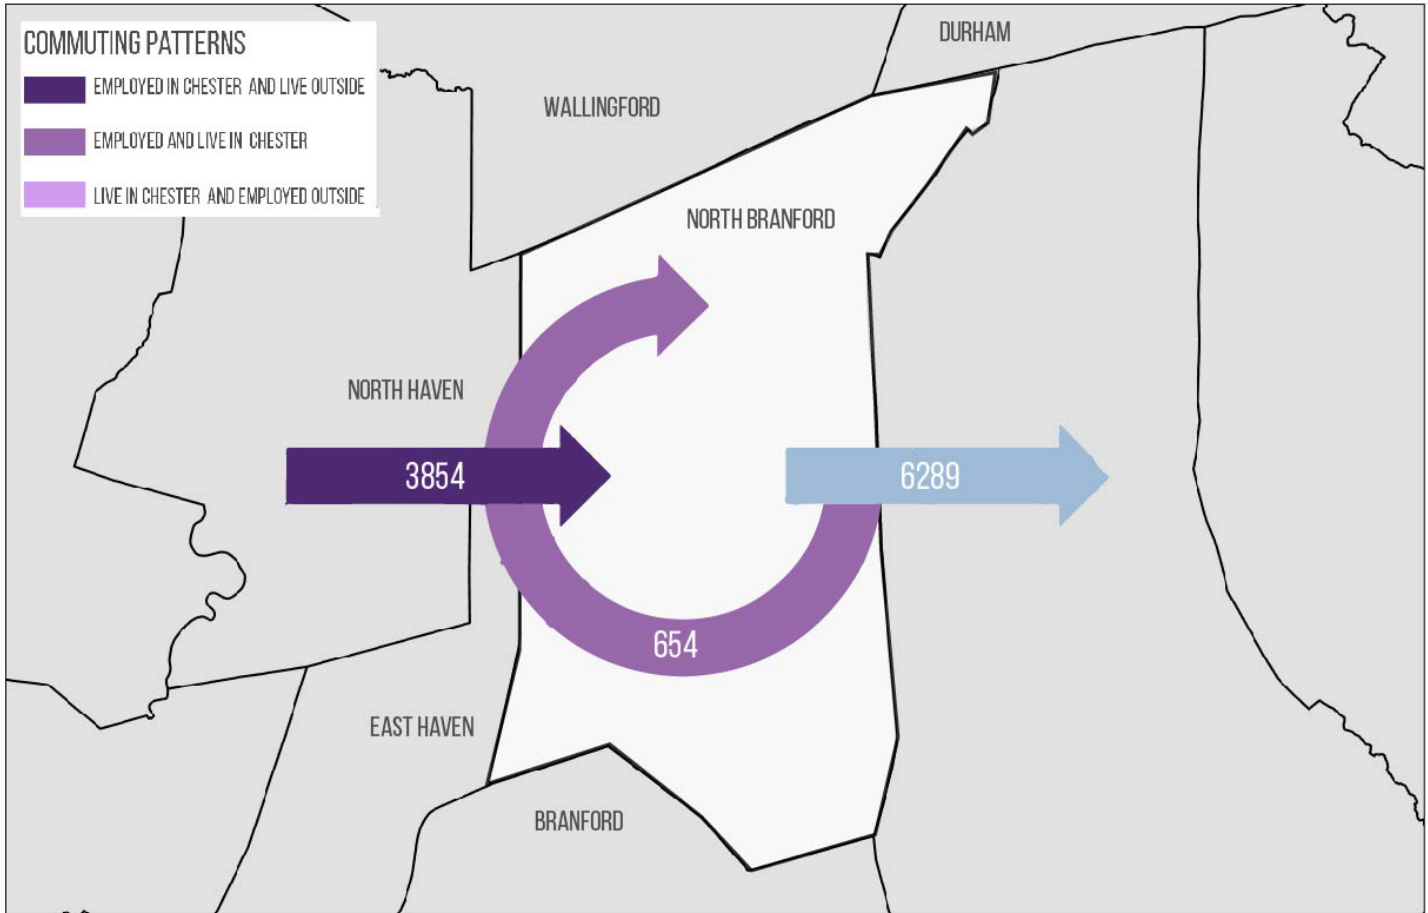 COMMUTING PATTERNS
EMPLOYED IN CHESTER AND LIVE OUTSIDE
EMPLOYED AND LIVE IN CHESTER
LIVE IN CHESTER AND EMPLOYED OUTSIDE
DURHAM
WALLINGFORD
NORTH BRANFORD
NORTH HAVEN
3854
6289
654
EAST HAVEN
BRANFORD